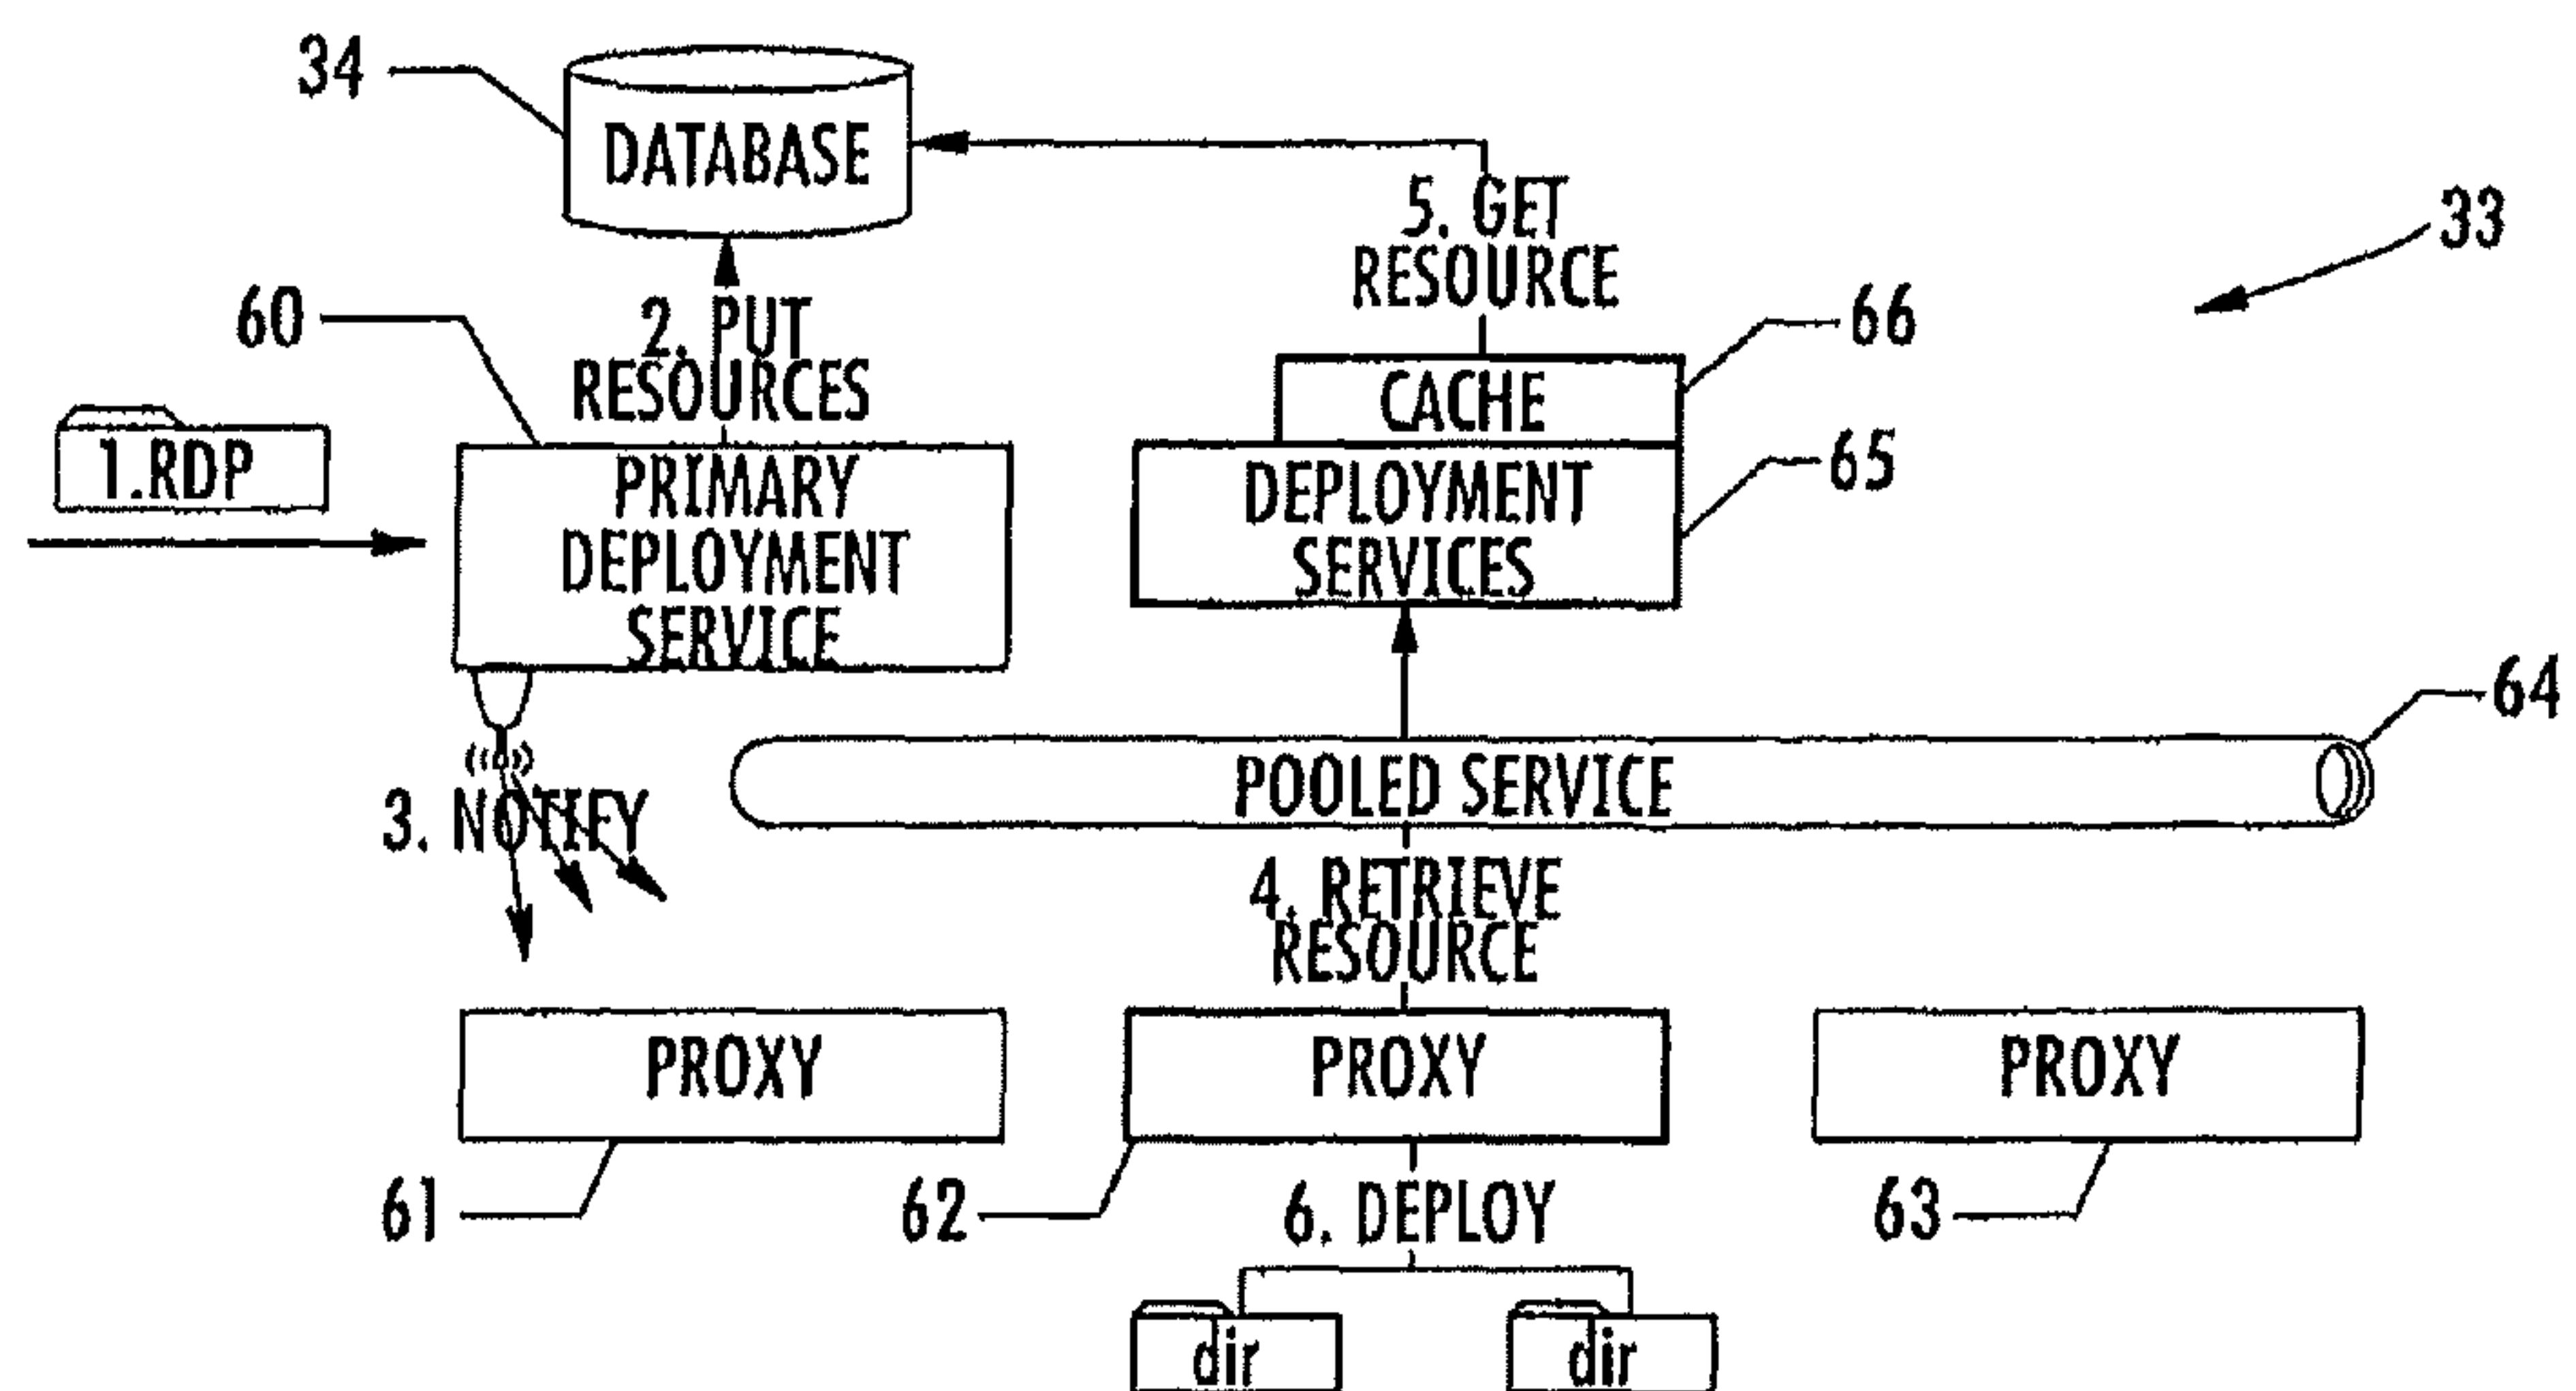 34
DATABASE
5. GET
RESOURCE
33
60
2. PUT
RESOURCES
66
CACHE
1.RDP
PRIMARY
DEPLOYMENT
SERVICE
DEPLOYMENT
SERVICES
65
64
POOLED SERVICE
3. NOTIFY
4. RETRIEVE
RESOURCE
PROXY
PROXY
PROXY
61
62
6. DEPLOY
63
dir
dir